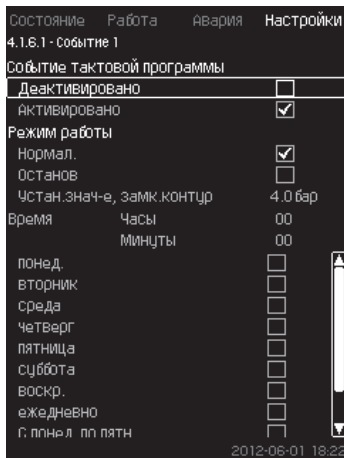 Состояние Работа Авария Настройки
4.1.6.1 - Событие 1
Событие тактовой программы
Деактивировано
Активировано
Режим работы
Нормал.
Останов
Устан.знач-е, замк.контур 4.0 бар
Время Часы 00
Минуты 00
понед.
вторник
среда
четверг
пятница
суббота
воскр.
ежедневно
С понед. по пятн
2012-06-01 18:22